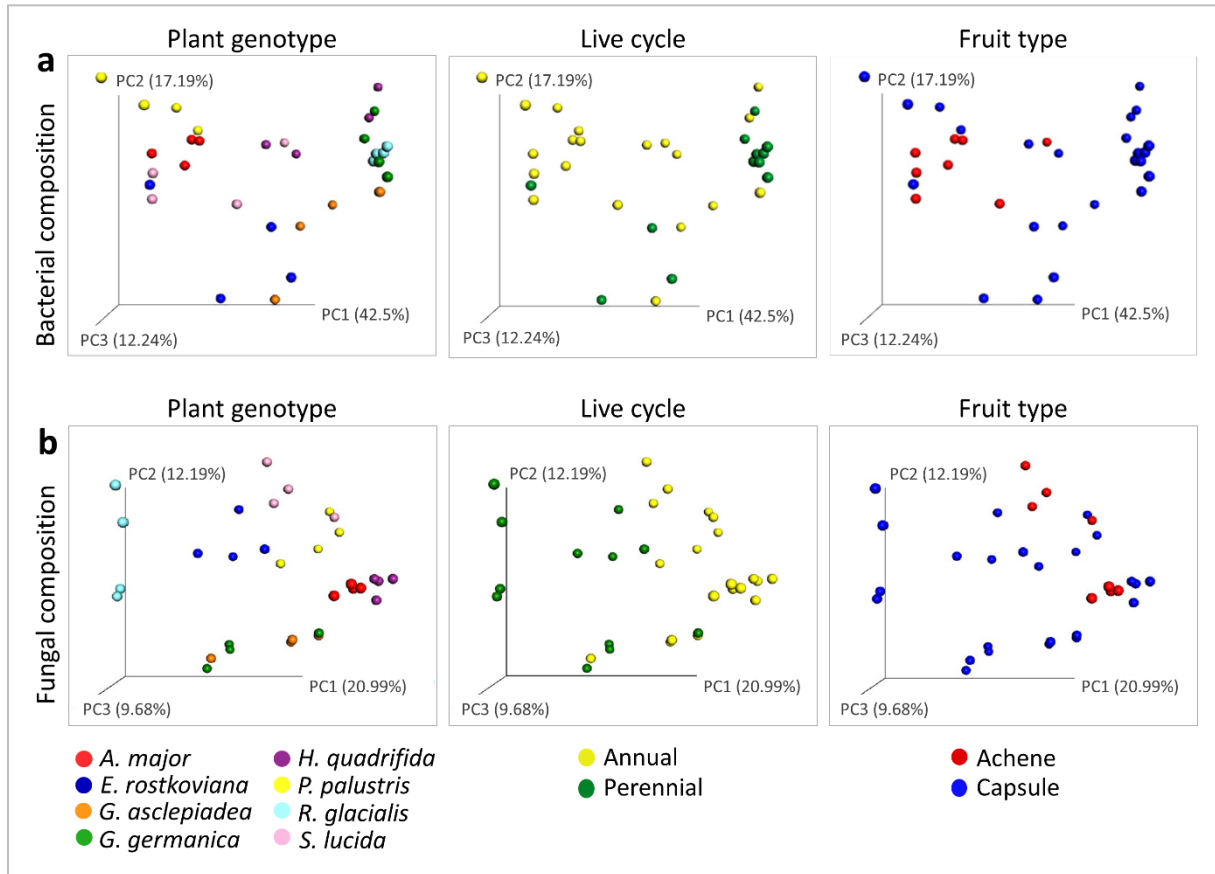 Plant genotype
Live cycle
Fruit type
a
Bacterial composition
PC2 (17.19%)
PC1 (42.5%)
PC3 (12.24%)
PC2 (17.19%)
PC1 (42.5%)
PC3 (12.24%)
PC2 (17.19%)
PC1 (42.5%)
PC3 (12.24%)
Plant genotype
Live cycle
Fruit type
b
Fungal composition
PC2 (12.19%)
PC1 (20.99%)
PC3 (9.68%)
PC2 (12.19%)
PC1 (20.99%)
PC3 (9.68%)
PC2 (12.19%)
PC1 (20.99%)
PC3 (9.68%)
A. major
E. rostkoviana
G. asclepiadea
G. germanica
H. quadrifida
P. palustris
R. glacialis
S. lucida
Annual
Perennial
Achene
Capsule